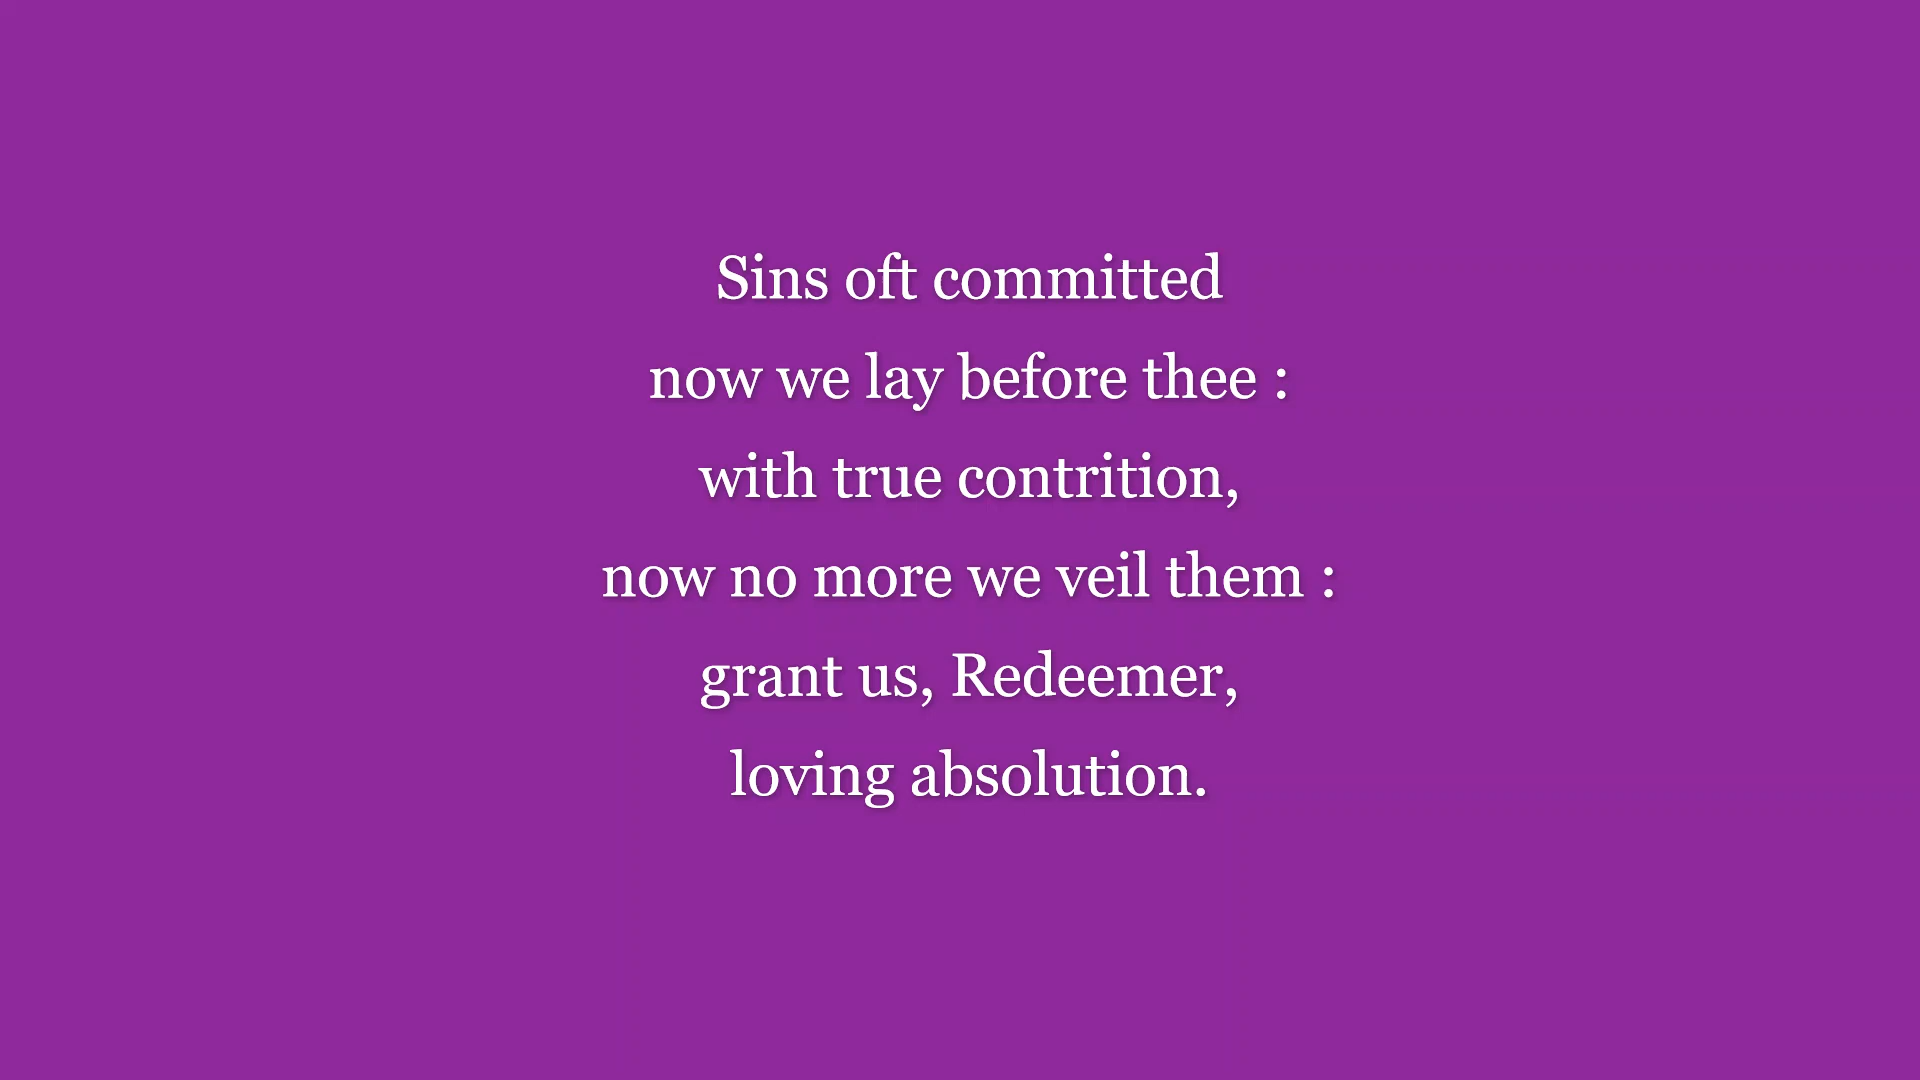 Sins oft committed
now we lay before thee :
with true contrition,
now no more we veil them :
grant us, Redeemer,
loving absolution.